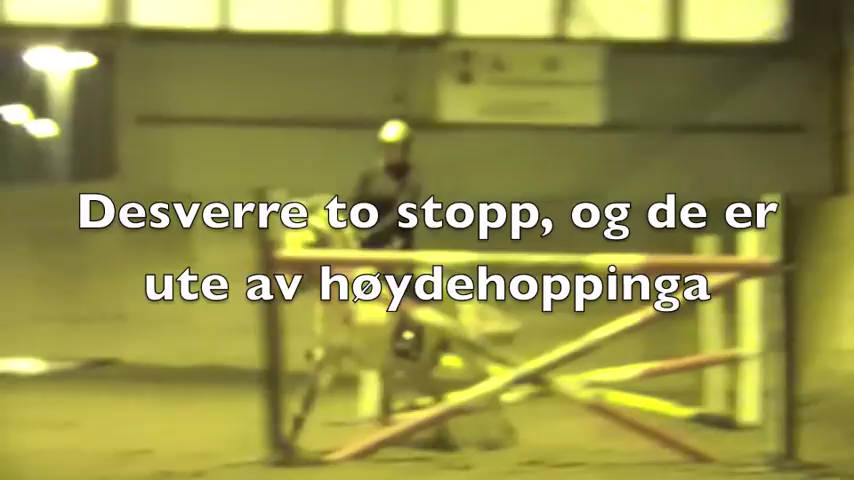 Desverre to stopp, og de er
ute av høydehoppinga